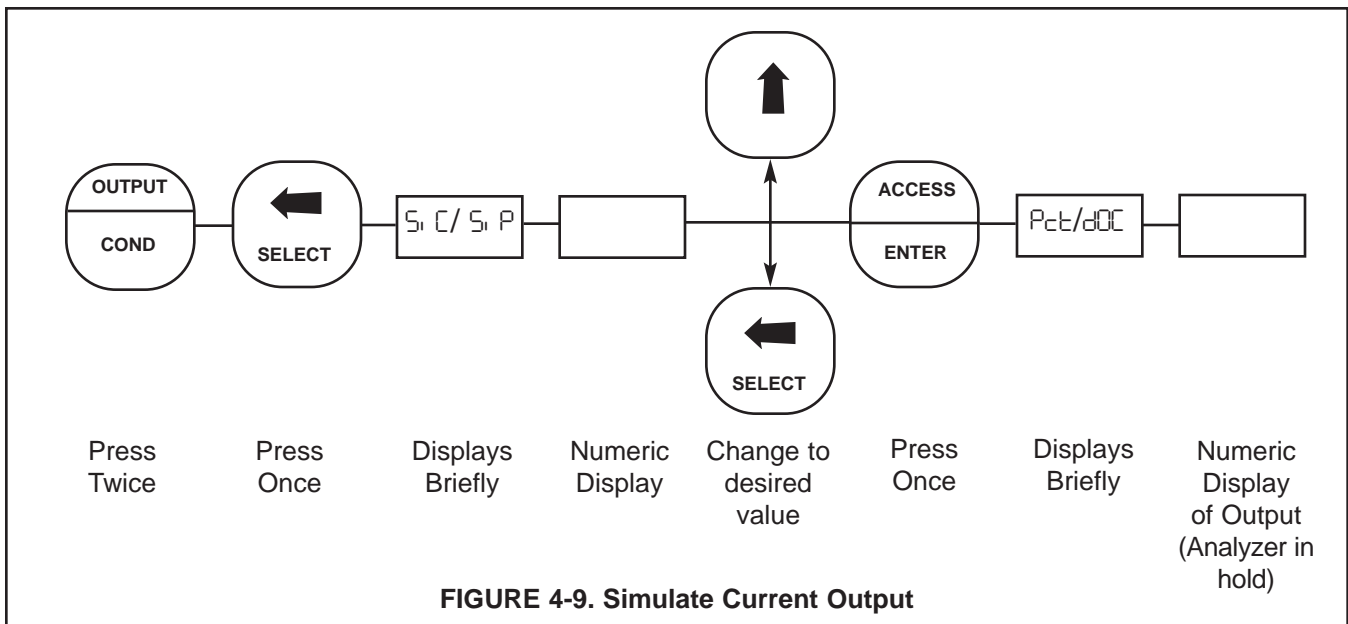 OUTPUT
COND
SELECT
Si C/ Si P
SELECT
ACCESS
ENTER
Pct/dOC
Press
Twice
Press
Once
Displays
Briefly
Numeric
Display
Change to
desired
value
Press
Once
Displays
Briefly
Numeric
Display
of Output
(Analyzer in
hold)
FIGURE 4-9. Simulate Current Output